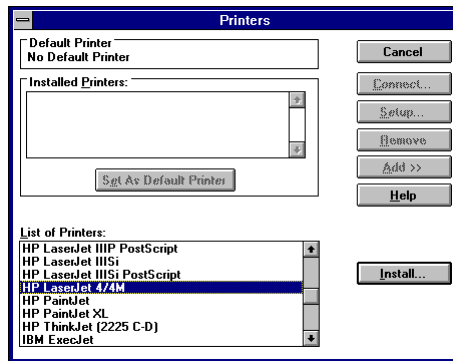 Printers
Default Printer
No Default Printer
Installed Printers:
Set As Default Printer
Cancel
Connect...
Setup...
Remove
Add >>
Help
List of Printers:
HP LaserJet IIIP PostScript
HP LaserJet IIISi
HP LaserJet IIISi PostScript
HP LaserJet 4/4M
HP PaintJet
HP PaintJet XL
HP ThinkJet (2225 C-D)
IBM ExecJet
Install...